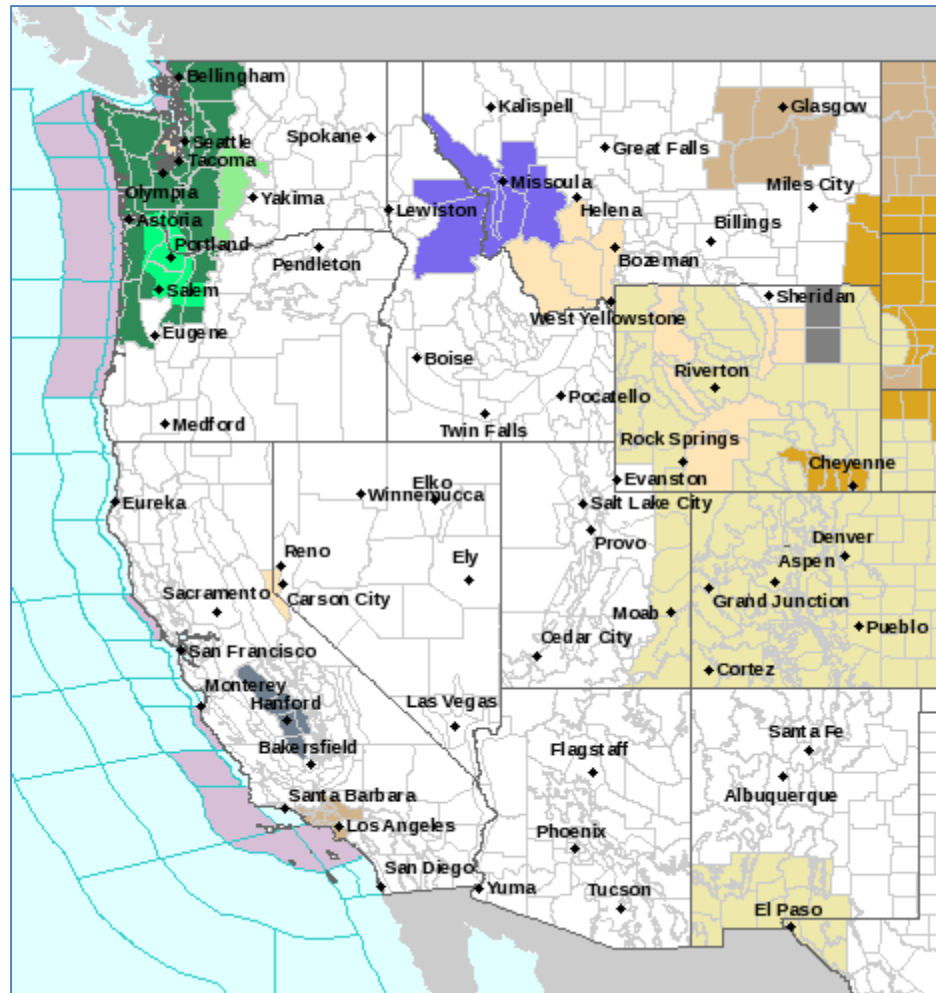 Bellingham
Kalispell
Glasgow
Seattle
Spokane
Great Falls
Tacoma
Missoula
Miles City
Olympia
Yakima
Lewiston
Helena
Astoria
Billings
Portland
Pendleton
Bozeman
Salem
Sheridan
West Yellowstone
Eugene
Boise
Riverton
Pocatello
Medford
Twin Falls
Rock Springs
Cheyenne
Evanston
Elko
Winnemucca
Eureka
Salt Lake City
Provo
Denver
Reno
Ely
Aspen
Sacramento
Carson City
Grand Junction
Moab
Pueblo
San Francisco
Cedar City
Cortez
Monterey
Hanford
Las Vegas
Bakersfield
Flagstaff
Santa Fe
Albuquerque
Santa Barbara
Los Angeles
Phoenix
San Diego
Yuma
Tucson
El Paso